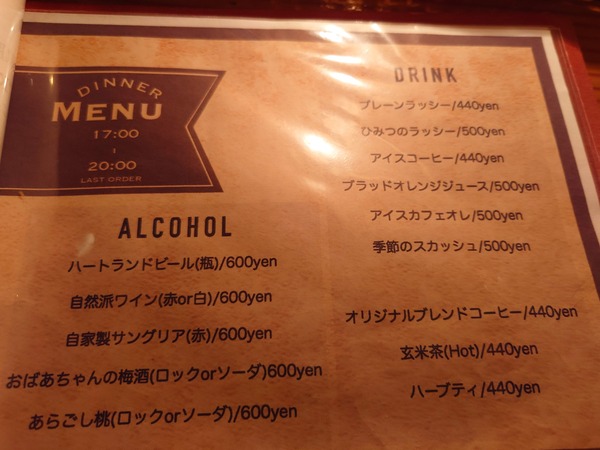 DINNER
MENU
17:00
~
20:00
LAST ORDER
ALCOHOL
ハートランドビール(瓶)/600yen
自然派ワイン(赤or白)/600yen
自家製サングリア(赤)/600yen
おばあちゃんの梅酒(ロックorソーダ)600yen
あらごし桃(ロックorソーダ)/600yen
DRINK
プレーンラッシー/440yen
ひみつのラッシー/500yen
アイスコーヒー/440yen
ブラッドオレンジジュース/500yen
アイスカフェオレ/500yen
季節のスカッシュ/500yen
オリジナルブレンドコーヒー/440yen
玄米茶(Hot)/440yen
ハーブティ/440yen